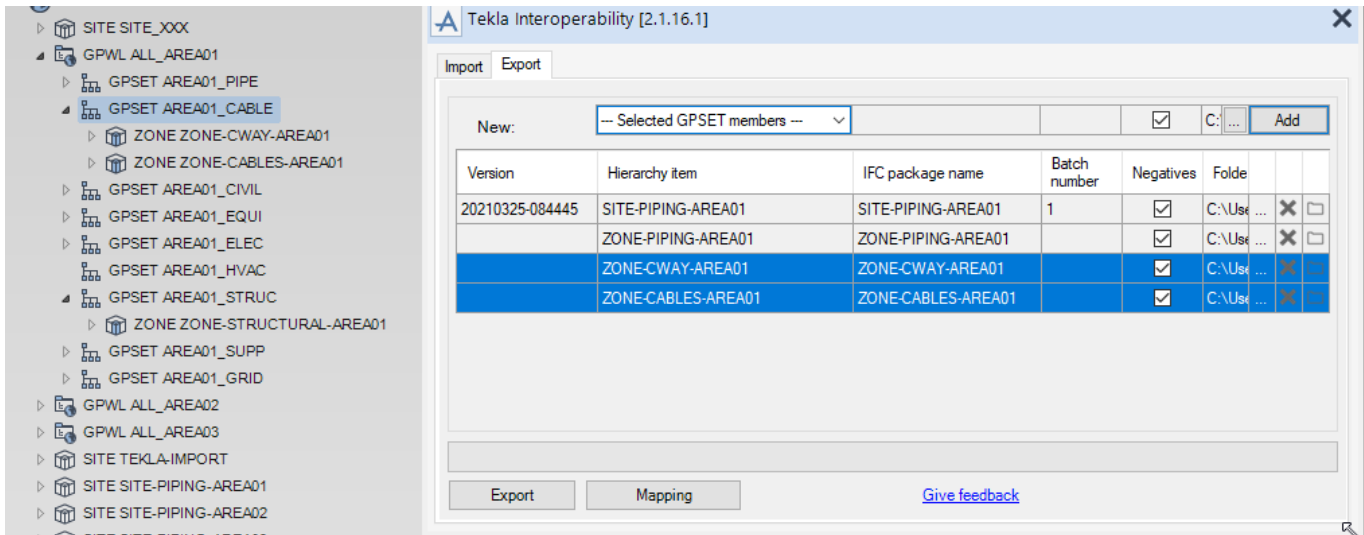 SITE SITE_XXX
GPWL ALL_AREA01
GPSET AREA01_PIPE
GPSET AREA01_CABLE
ZONE ZONE-CWAY-AREA01
ZONE ZONE-CABLES-AREA01
GPSET AREA01_CIVIL
GPSET AREA01_EQUI
GPSET AREA01_ELEC
GPSET AREA01_HVAC
GPSET AREA01_STRUC
ZONE ZONE-STRUCTURAL-AREA01
GPSET AREA01_SUPP
GPSET AREA01_GRID
GPWL ALL_AREA02
GPWL ALL_AREA03
SITE TEKLA-IMPORT
SITE SITE-PIPING-AREA01
SITE SITE-PIPING-AREA02
Tekla Interoperability [2.1.16.1]
Import Export
New: --- Selected GPSET members --- C:\ ... Add
Version Hierarchy item IFC package name Batch number Negatives Folde
20210325-084445 SITE-PIPING-AREA01 SITE-PIPING-AREA01 1 C:\Use ...
ZONE-PIPING-AREA01 ZONE-PIPING-AREA01 C:\Use ...
ZONE-CWAY-AREA01 ZONE-CWAY-AREA01 C:\Use ...
ZONE-CABLES-AREA01 ZONE-CABLES-AREA01 C:\Use ...
Export Mapping Give feedback